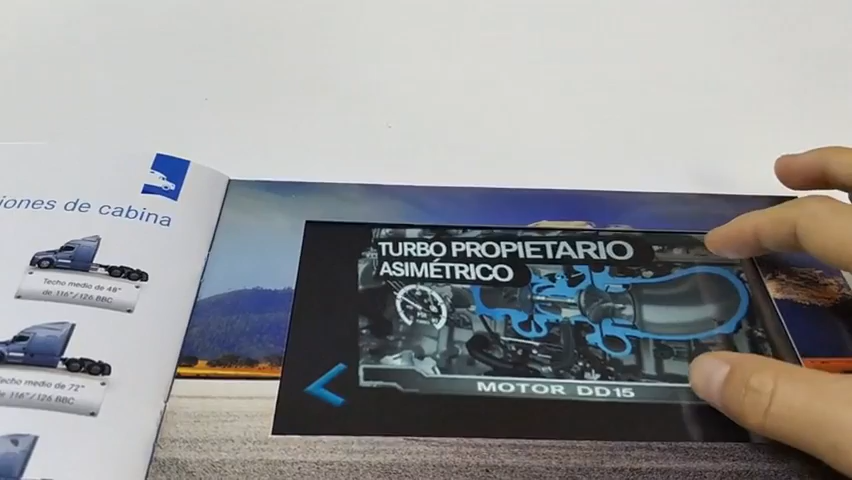 iones de cabina
Techo medio de 48"
de 116"/126 BBC
Techo medio de 72"
116"/126 BBC
TURBO PROPIETARIO
ASIMÉTRICO
MOTOR DD15